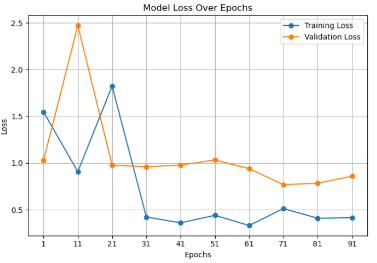 Model Loss Over Epochs
Training Loss
Validation Loss
Loss
2.5
2.0
1.5
1.0
0.5
1 11 21 31 41 51 61 71 81 91
Epochs